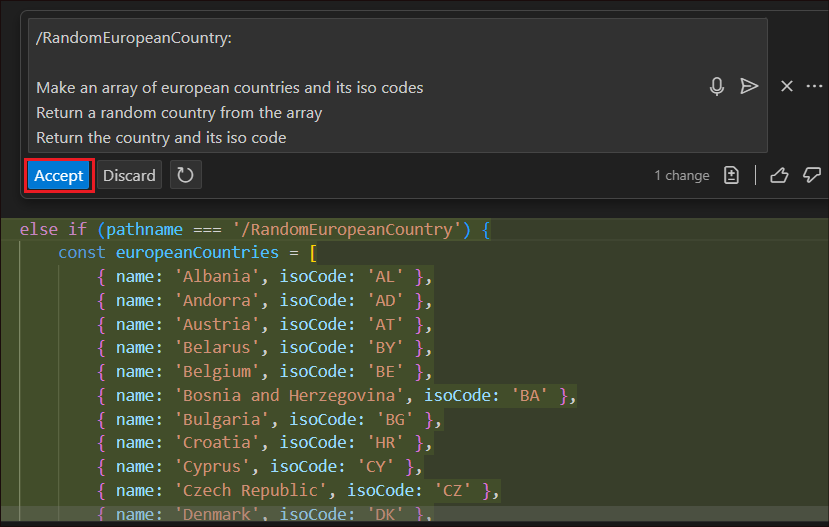 /RandomEuropeanCountry:
Make an array of european countries and its iso codes
Return a random country from the array
Return the country and its iso code
Accept Discard 1 change
else if (pathname === '/RandomEuropeanCountry') {
const europeanCountries = [
{ name: 'Albania', isoCode: 'AL' },
{ name: 'Andorra', isoCode: 'AD' },
{ name: 'Austria', isoCode: 'AT' },
{ name: 'Belarus', isoCode: 'BY' },
{ name: 'Belgium', isoCode: 'BE' },
{ name: 'Bosnia and Herzegovina', isoCode: 'BA' },
{ name: 'Bulgaria', isoCode: 'BG' },
{ name: 'Croatia', isoCode: 'HR' },
{ name: 'Cyprus', isoCode: 'CY' },
{ name: 'Czech Republic', isoCode: 'CZ' },
{ name: 'Denmark', isoCode: 'DK' },